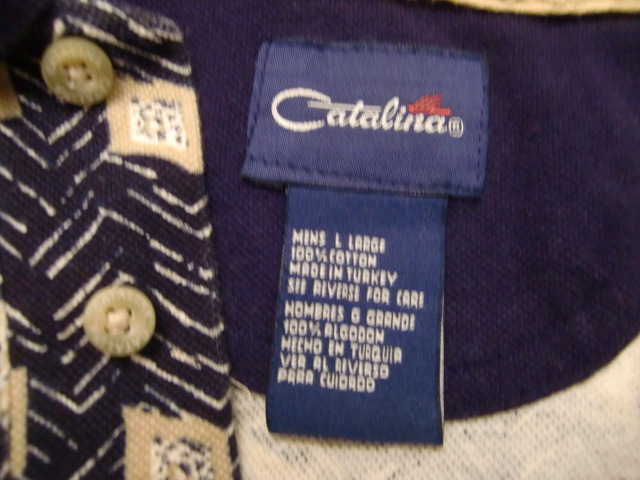 Catalina®
MENS L LARGE
100% COTTON
MADE IN TURKEY
SEE REVERSE FOR CARE
HOMBRES G GRANDE
100% ALGODON
HECHO EN TURQUIA
VER AL REVERSO
PARA CUIDADO